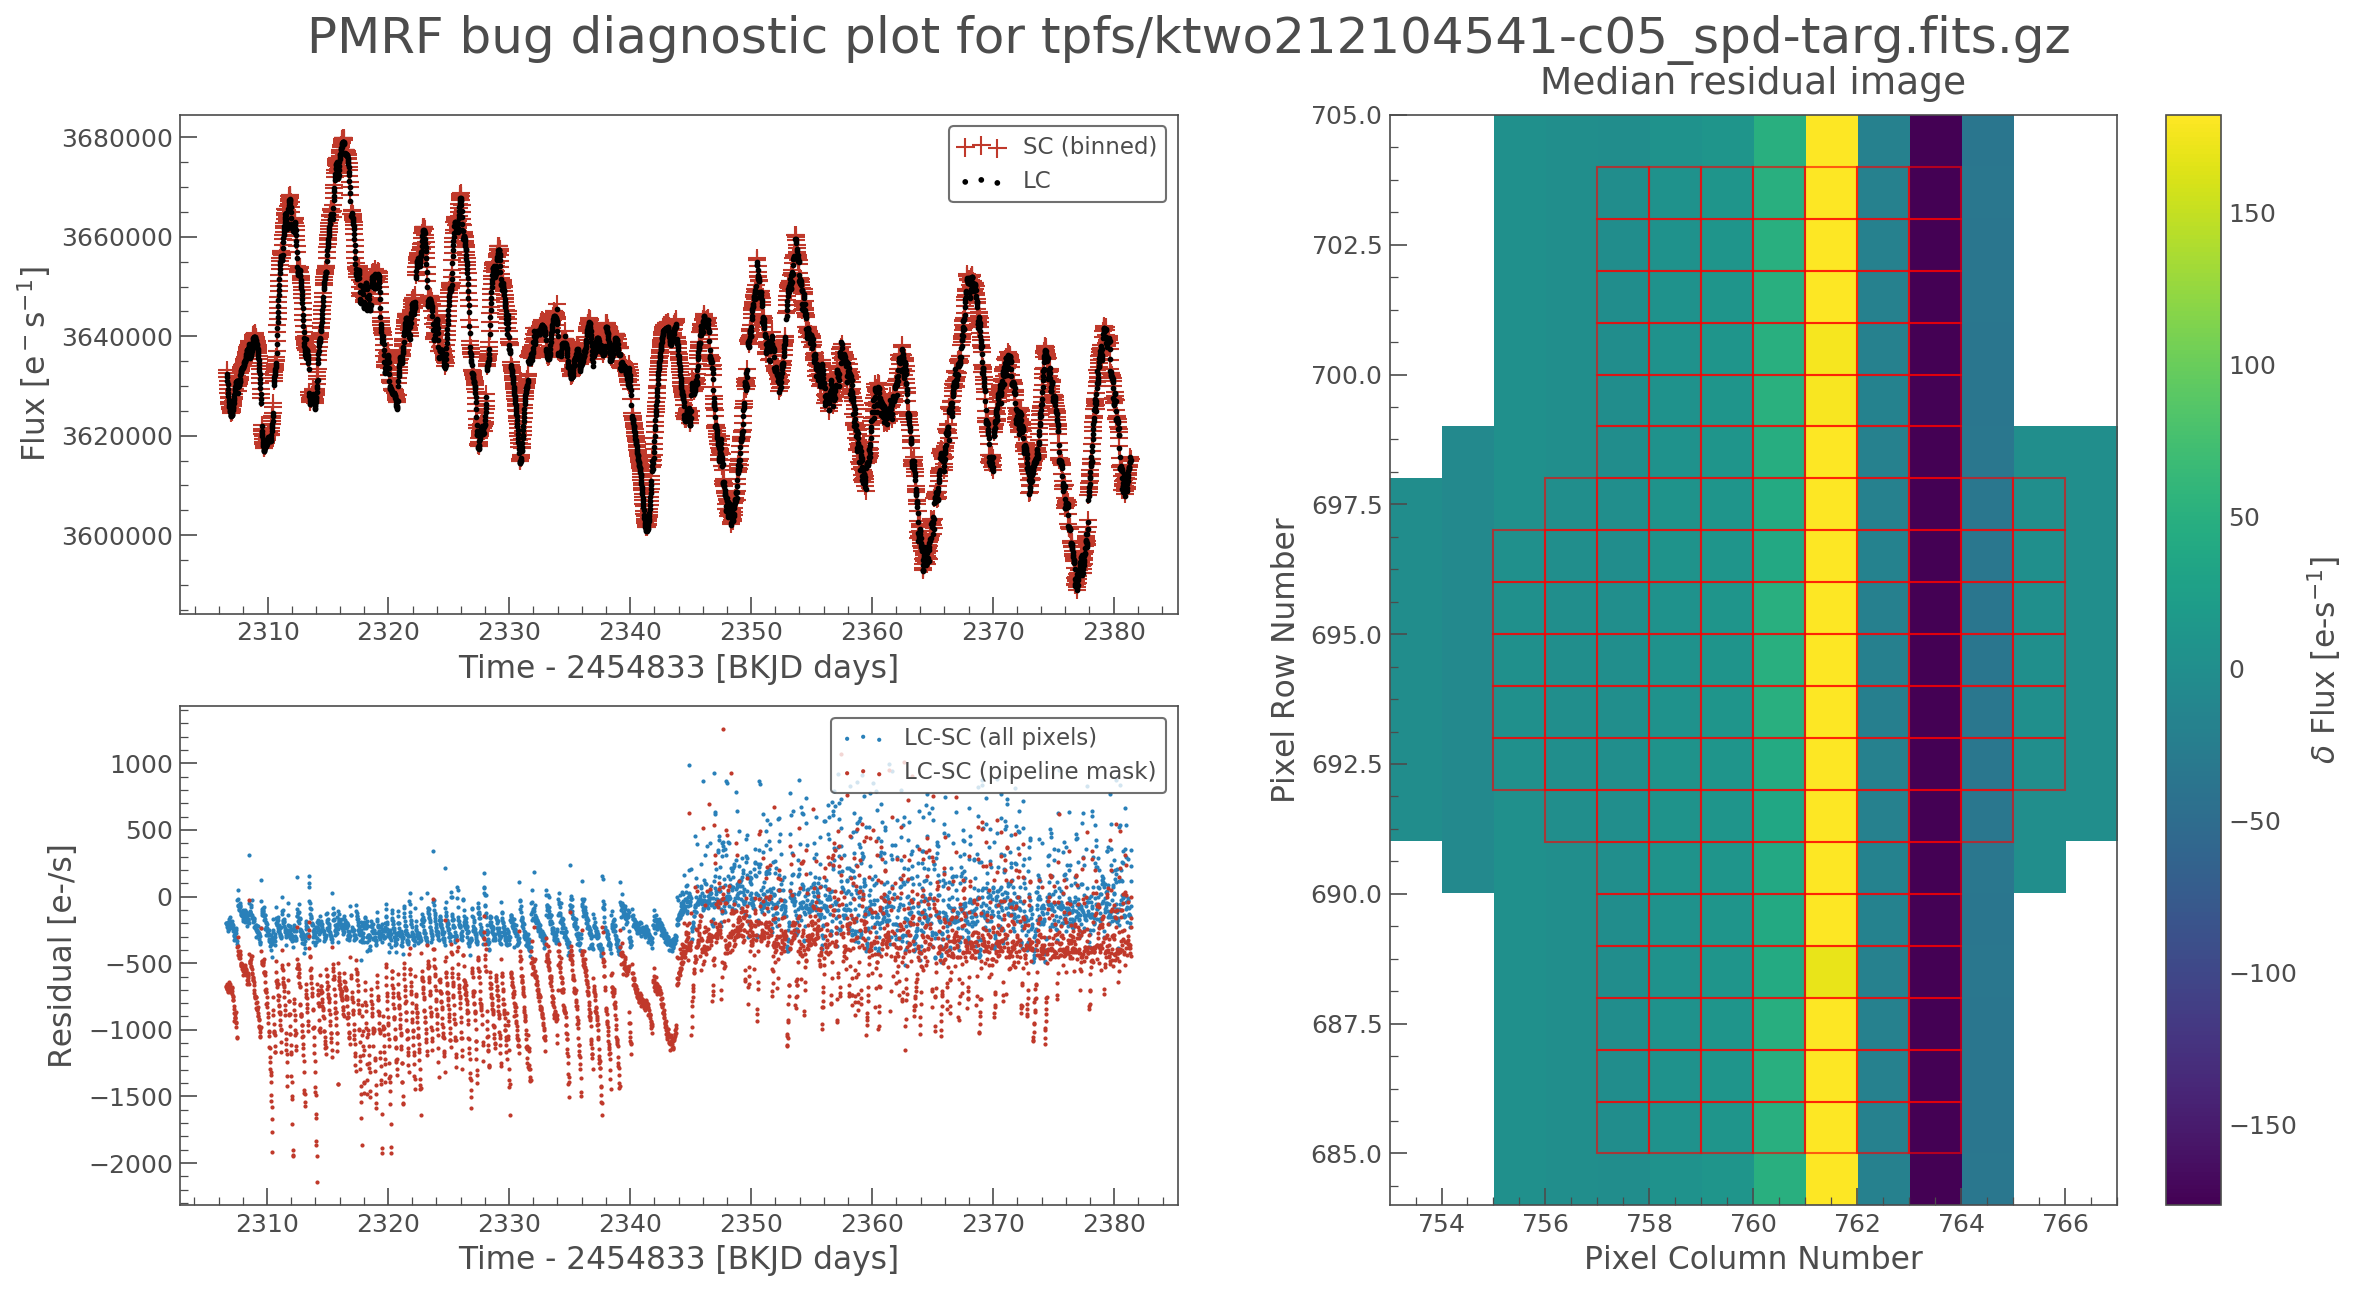 PMRF bug diagnostic plot for tpfs/ktwo212104541-c05_spd-targ.fits.gz
Flux [e⁻ s⁻¹]
3680000
3660000
3640000
3620000
3600000
SC (binned)
LC
2310 2320 2330 2340 2350 2360 2370 2380
Time - 2454833 [BKJD days]
Residual [e-/s]
1000
500
0
−500
−1000
−1500
−2000
LC-SC (all pixels)
LC-SC (pipeline mask)
2310 2320 2330 2340 2350 2360 2370 2380
Time - 2454833 [BKJD days]
Median residual image
Pixel Row Number
705.0
702.5
700.0
697.5
695.0
692.5
690.0
687.5
685.0
754 756 758 760 762 764 766
Pixel Column Number
150
100
50
0
−50
−100
−150
δ Flux [e-s⁻¹]